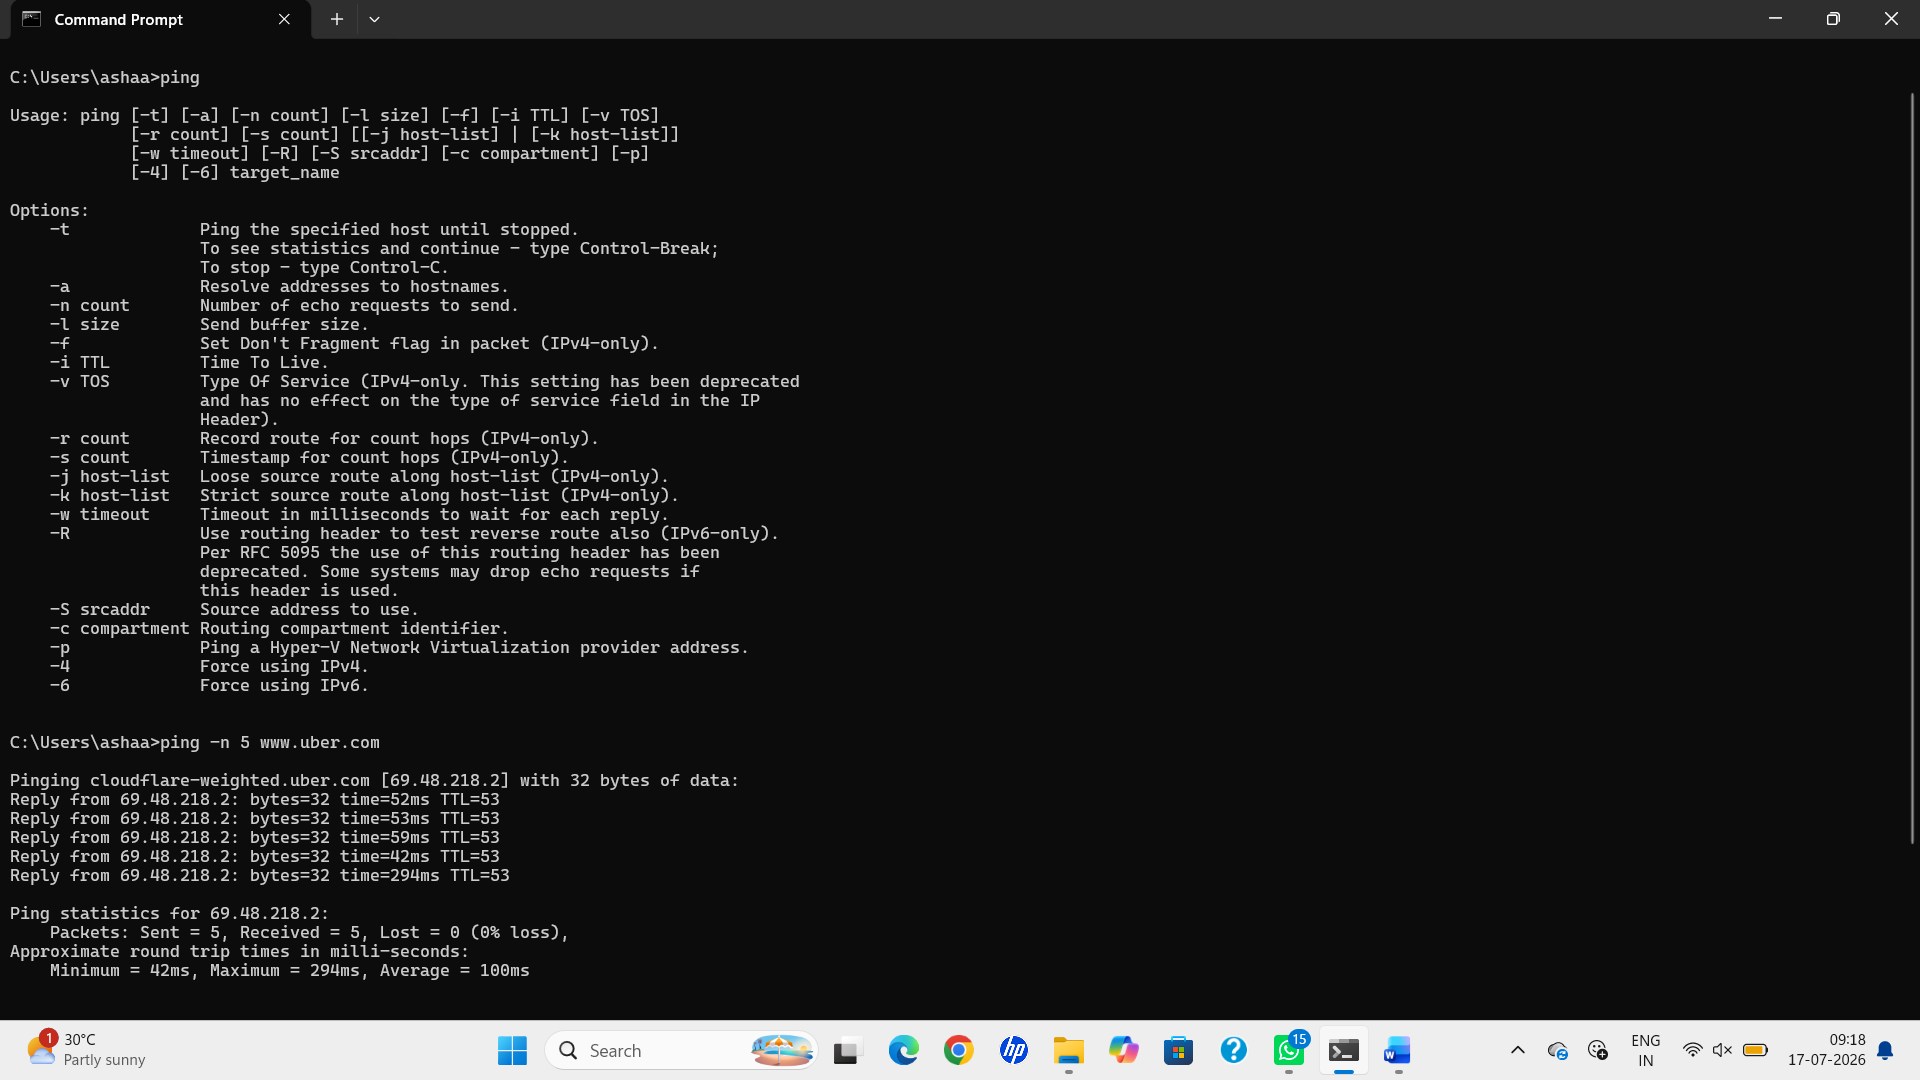 Command Prompt
C:\Users\ashaa>ping
Usage: ping [-t] [-a] [-n count] [-l size] [-f] [-i TTL] [-v TOS]
[-r count] [-s count] [[-j host-list] | [-k host-list]]
[-w timeout] [-R] [-S srcaddr] [-c compartment] [-p]
[-4] [-6] target_name
Options:
-t Ping the specified host until stopped.
To see statistics and continue - type Control-Break;
To stop - type Control-C.
-a Resolve addresses to hostnames.
-n count Number of echo requests to send.
-l size Send buffer size.
-f Set Don't Fragment flag in packet (IPv4-only).
-i TTL Time To Live.
-v TOS Type Of Service (IPv4-only. This setting has been deprecated
and has no effect on the type of service field in the IP
Header).
-r count Record route for count hops (IPv4-only).
-s count Timestamp for count hops (IPv4-only).
-j host-list Loose source route along host-list (IPv4-only).
-k host-list Strict source route along host-list (IPv4-only).
-w timeout Timeout in milliseconds to wait for each reply.
-R Use routing header to test reverse route also (IPv6-only).
Per RFC 5095 the use of this routing header has been
deprecated. Some systems may drop echo requests if
this header is used.
-S srcaddr Source address to use.
-c compartment Routing compartment identifier.
-p Ping a Hyper-V Network Virtualization provider address.
-4 Force using IPv4.
-6 Force using IPv6.
C:\Users\ashaa>ping -n 5 www.uber.com
Pinging cloudflare-weighted.uber.com [69.48.218.2] with 32 bytes of data:
Reply from 69.48.218.2: bytes=32 time=52ms TTL=53
Reply from 69.48.218.2: bytes=32 time=53ms TTL=53
Reply from 69.48.218.2: bytes=32 time=59ms TTL=53
Reply from 69.48.218.2: bytes=32 time=42ms TTL=53
Reply from 69.48.218.2: bytes=32 time=294ms TTL=53
Ping statistics for 69.48.218.2:
Packets: Sent = 5, Received = 5, Lost = 0 (0% loss),
Approximate round trip times in milli-seconds:
Minimum = 42ms, Maximum = 294ms, Average = 100ms
1
30°C
Partly sunny
Search
hp
?
15
W
ENG
IN
09:18
17-07-2026